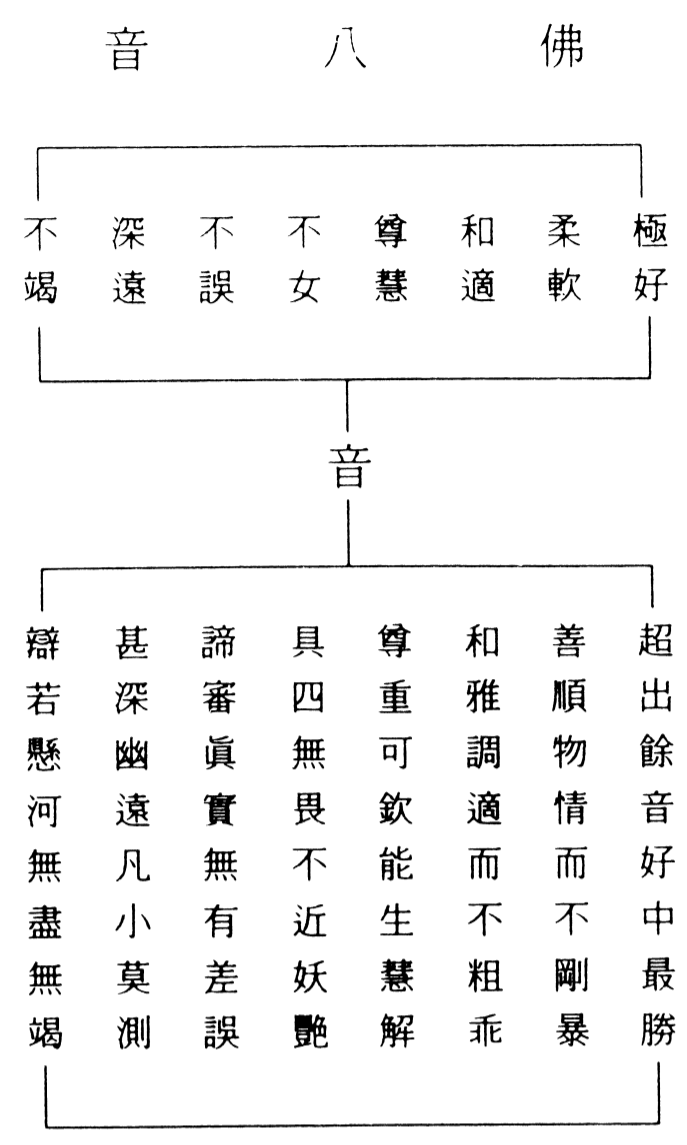 佛八音
極好
柔軟
和適
尊慧
不女
不誤
深遠
不竭
音
超出餘音好中最勝
善順物情而不剛暴
和雅調適而不粗乖
尊重可欽能生慧解
具四無畏不近妖艷
諦審眞實無有差誤
甚深幽遠凡小莫測
辯若懸河無盡無竭